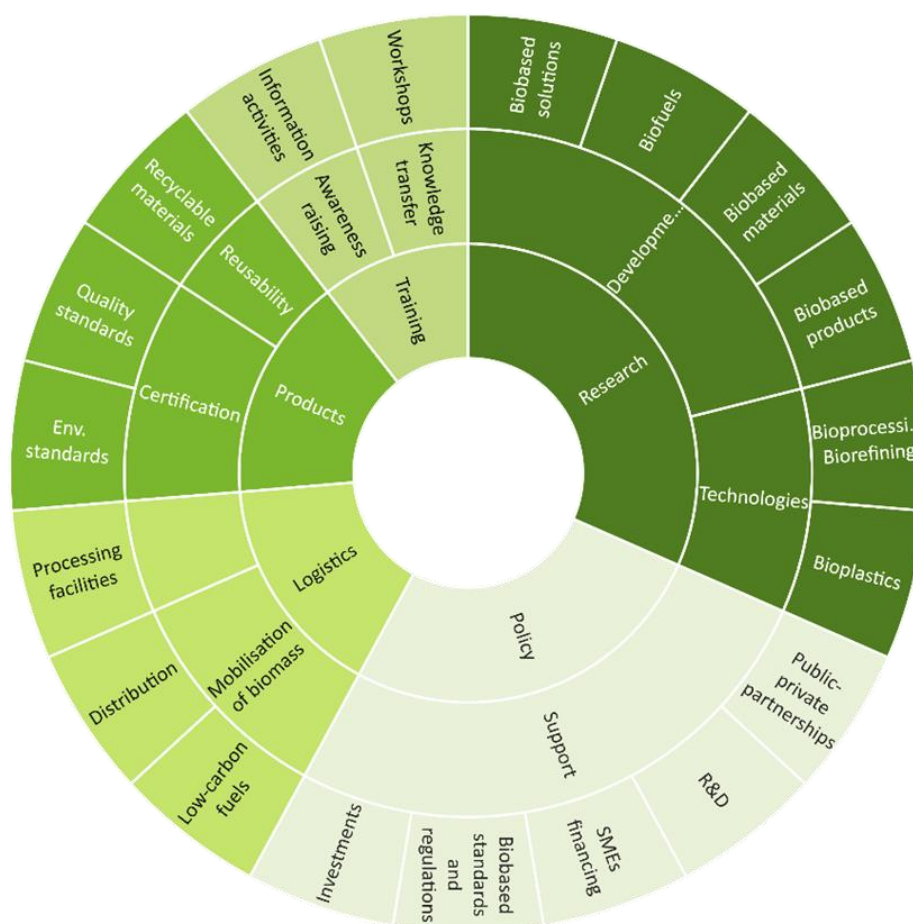 Workshops
Information
activities
Knowledge
transfer
Awareness
raising
Training
Biobased
solutions
Biofuels
Biobased
materials
Biobased
products
Developme...
Research
Technologies
Bioprocessi..
Biorefining
Bioplastics
Recyclable
materials
Reusability
Quality
standards
Certification
Products
Env.
standards
Processing
facilities
Logistics
Mobilisation
of biomass
Distribution
Low-carbon
fuels
Policy
Support
Public-
private
partnerships
R&D
SMEs
financing
Biobased
standards
and
regulations
Investments